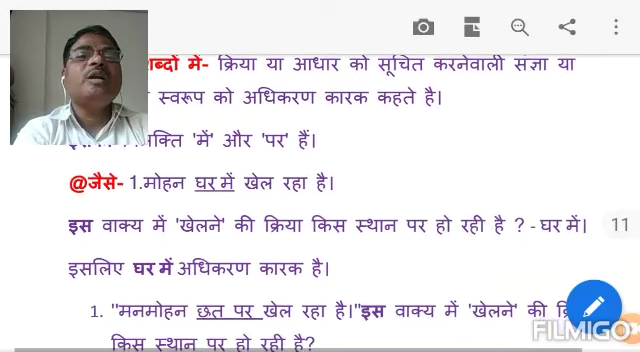 शब्दों में- क्रिया या आधार को सूचित करनेवाली संज्ञा या
स्वरूप को अधिकरण कारक कहते है।
'में' और 'पर' हैं।
@जैसे- 1.मोहन घर में खेल रहा है।
इस वाक्य में 'खेलने' की क्रिया किस स्थान पर हो रही है ? - घर में।
11
इसलिए घर में अधिकरण कारक है।
1. "मनमोहन छत पर खेल रहा है।"इस वाक्य में 'खेलने' की
किस स्थान पर हो रही है?
FILMIGO